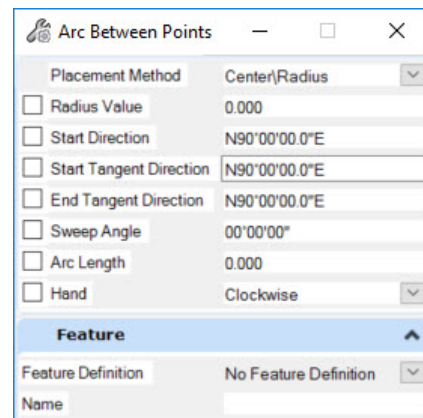 Arc Between Points
Placement Method Center\Radius
Radius Value 0.000
Start Direction N90°00'00.0"E
Start Tangent Direction N90°00'00.0"E
End Tangent Direction N90°00'00.0"E
Sweep Angle 00°00'00"
Arc Length 0.000
Hand Clockwise
Feature
Feature Definition No Feature Definition
Name